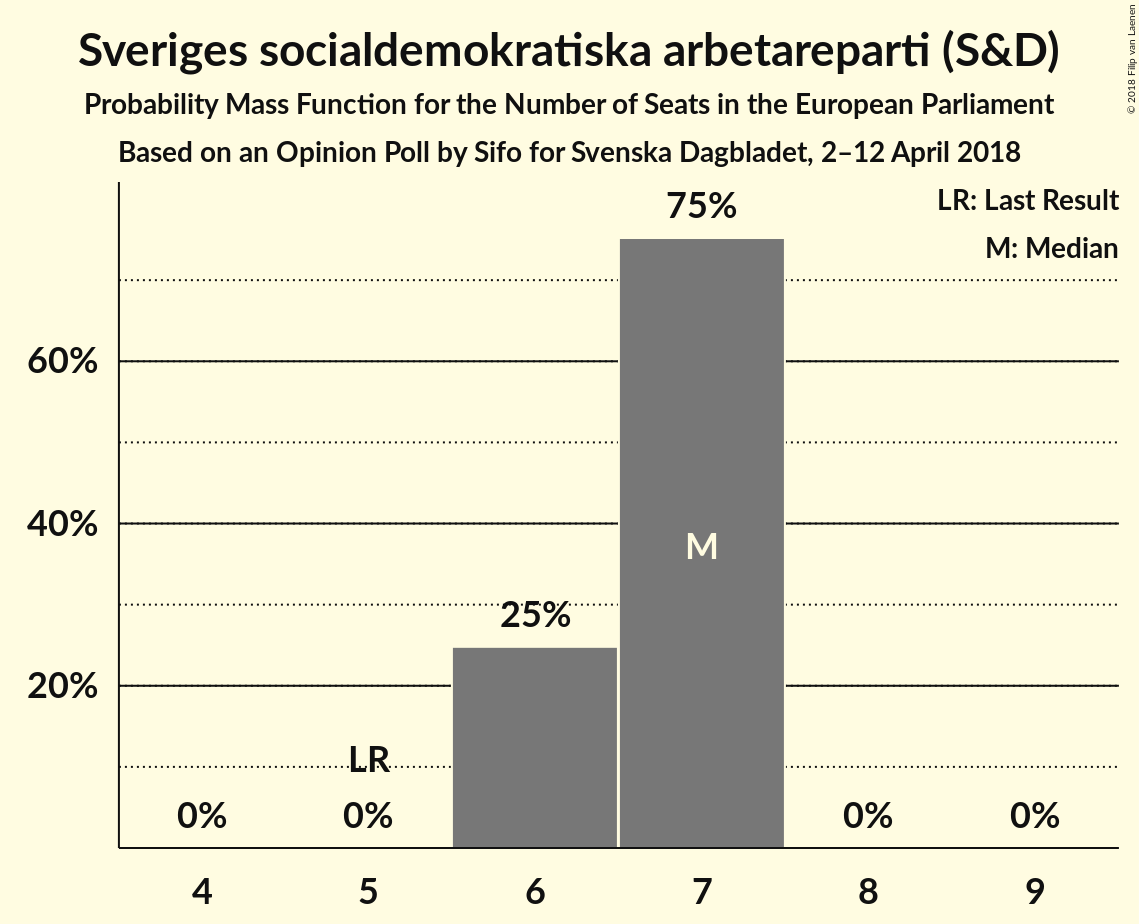 Sveriges socialdemokratiska arbetareparti (S&D)
Probability Mass Function for the Number of Seats in the European Parliament
Based on an Opinion Poll by Sifo for Svenska Dagbladet, 2–12 April 2018
© 2018 Filip van Laenen
LR: Last Result
M: Median
75%
60%
40%
M
25%
20%
LR
0%
0%
0%
0%
4
5
6
7
8
9